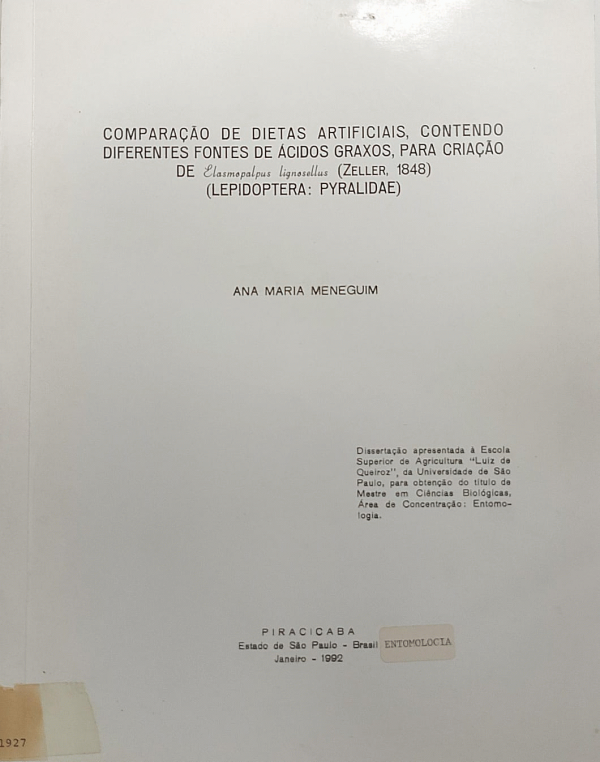 COMPARAÇÃO DE DIETAS ARTIFICIAIS, CONTENDO
DIFERENTES FONTES DE ÁCIDOS GRAXOS, PARA CRIAÇÃO
DE Elasmopalpus lignosellus (ZELLER, 1848)
(LEPIDOPTERA: PYRALIDAE)
ANA MARIA MENEGUIM
Dissertação apresentada à Escola
Superior de Agricultura "Luiz de
Queiroz", da Universidade de São
Paulo, para obtenção do título de
Mestre em Ciências Biológicas,
Área de Concentração: Entomo-
logia.
PIRACICABA
Estado de São Paulo - Brasil ENTOMOLOGIA
Janeiro - 1992
1927